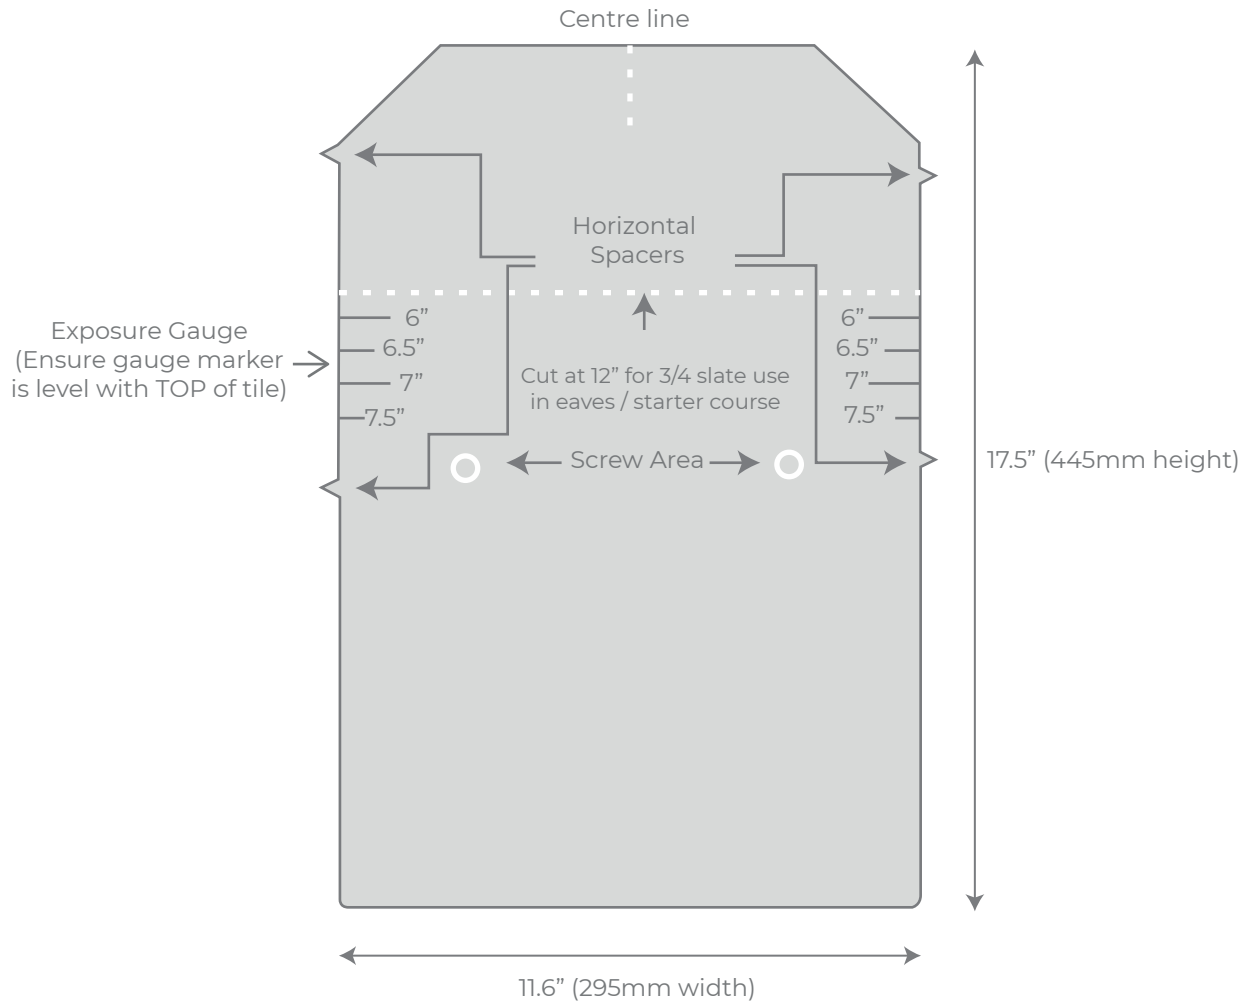 Centre line
Horizontal
Spacers
6”
6”
Exposure Gauge
(Ensure gauge marker
is level with TOP of tile)
6.5”
6.5”
7”
7”
Cut at 12” for 3/4 slate use
in eaves / starter course
7.5”
7.5”
Screw Area
17.5” (445mm height)
11.6” (295mm width)